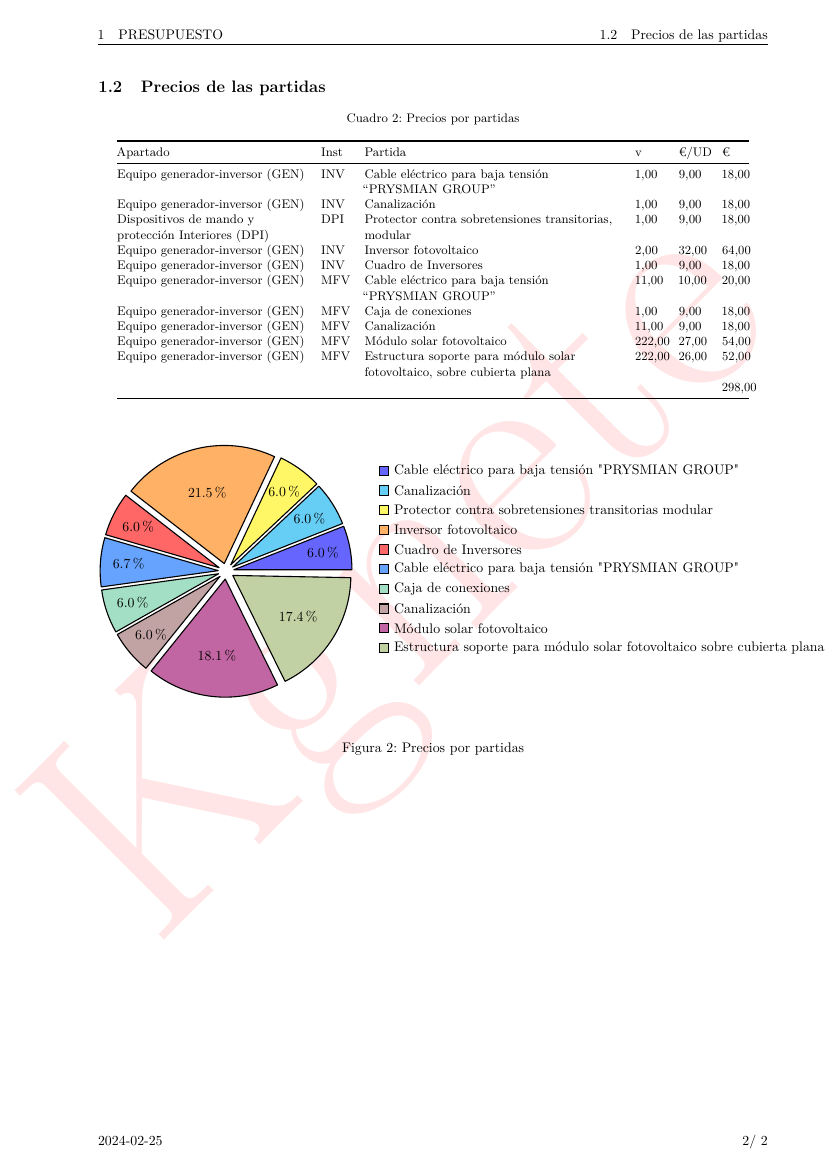 1 PRESUPUESTO 1.2 Precios de las partidas
1.2 Precios de las partidas
Cuadro 2: Precios por partidas
Apartado Inst Partida v €/UD €
Equipo generador-inversor (GEN) INV Cable eléctrico para baja tensión 1,00 9,00 18,00
“PRYSMIAN GROUP”
Equipo generador-inversor (GEN) INV Canalización 1,00 9,00 18,00
Dispositivos de mando y DPI Protector contra sobretensiones transitorias, 1,00 9,00 18,00
protección Interiores (DPI) modular
Equipo generador-inversor (GEN) INV Inversor fotovoltaico 2,00 32,00 64,00
Equipo generador-inversor (GEN) INV Cuadro de Inversores 1,00 9,00 18,00
Equipo generador-inversor (GEN) MFV Cable eléctrico para baja tensión 11,00 10,00 20,00
“PRYSMIAN GROUP”
Equipo generador-inversor (GEN) MFV Caja de conexiones 1,00 9,00 18,00
Equipo generador-inversor (GEN) MFV Canalización 11,00 9,00 18,00
Equipo generador-inversor (GEN) MFV Módulo solar fotovoltaico 222,00 27,00 54,00
Equipo generador-inversor (GEN) MFV Estructura soporte para módulo solar 222,00 26,00 52,00
fotovoltaico, sobre cubierta plana
298,00
21.5 %
6.0 %
6.0 %
6.0 %
6.0 %
6.7 %
6.0 %
6.0 %
18.1 %
17.4 %
Cable eléctrico para baja tensión "PRYSMIAN GROUP"
Canalización
Protector contra sobretensiones transitorias modular
Inversor fotovoltaico
Cuadro de Inversores
Cable eléctrico para baja tensión "PRYSMIAN GROUP"
Caja de conexiones
Canalización
Módulo solar fotovoltaico
Estructura soporte para módulo solar fotovoltaico sobre cubierta plana
Figura 2: Precios por partidas
Kgnete
2024-02-25 2/ 2